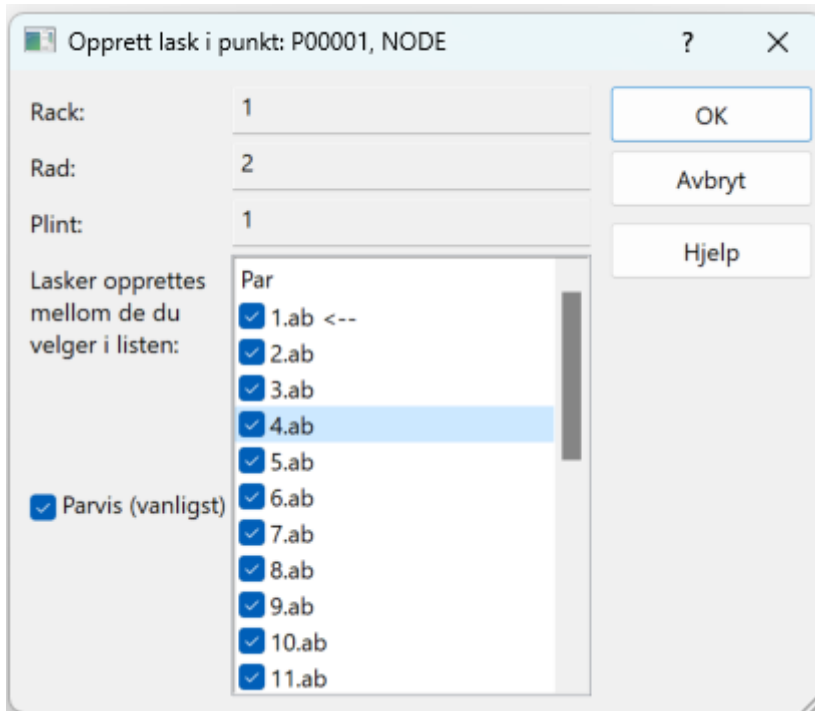 Opprett lask i punkt: P00001, NODE ? ×
Rack: 1
OK
Rad: 2
Avbryt
Plint: 1
Hjelp
Lasker opprettes
mellom de du
velger i listen:
Par
1.ab <--
2.ab
3.ab
4.ab
5.ab
6.ab
7.ab
8.ab
9.ab
10.ab
11.ab
Parvis (vanligst)